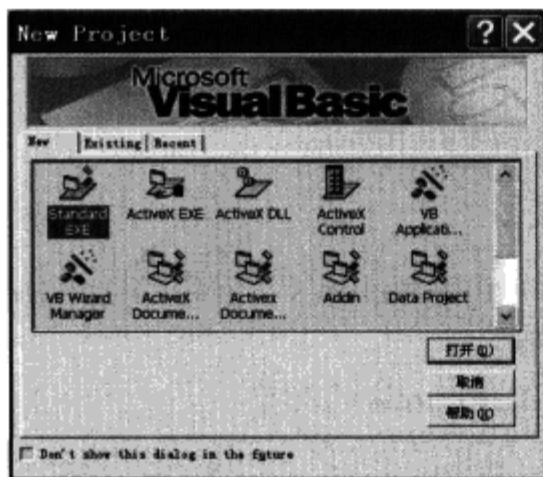 New Project
Microsoft
Visual Basic
New Existing Recent
Standard EXE
ActiveX EXE
ActiveX DLL
ActiveX Control
VB Applicati...
VB Wizard Manager
ActiveX Docume...
Activex Docume...
Addin
Data Project
打开(O)
取消
帮助(H)
Don't show this dialog in the future